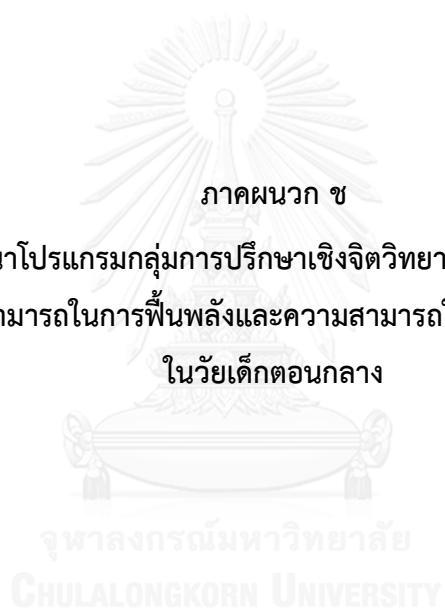 ภาคผนวก ช
นาโปรแกรมกลุ่มการปรึกษาเชิงจิตวิทยา
ามารถในการฟื้นพลังและความสามารถ
ในวัยเด็กตอนกลาง
จุฬาลงกรณ์มหาวิทยาลัย
CHULALONGKORN UNIVERSITY